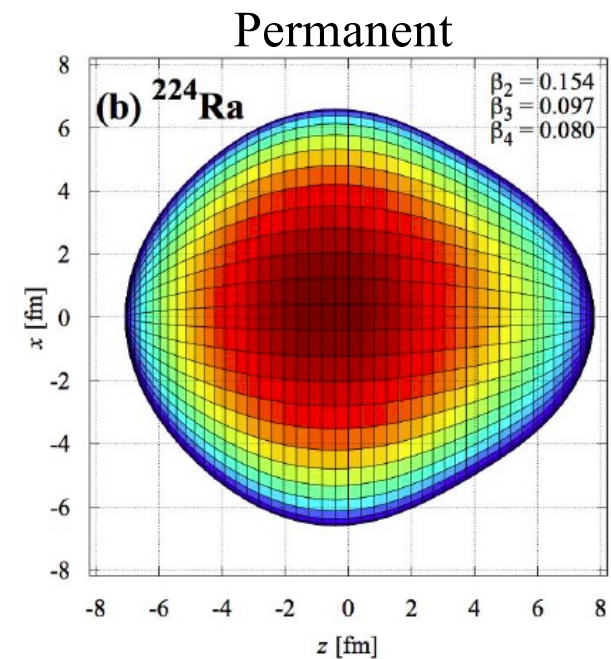 Permanent
(b) ²²⁴Ra
β₂ = 0.154
β₃ = 0.097
β₄ = 0.080
8
6
4
2
0
-2
-4
-6
-8
x [fm]
-8 -6 -4 -2 0 2 4 6 8
z [fm]